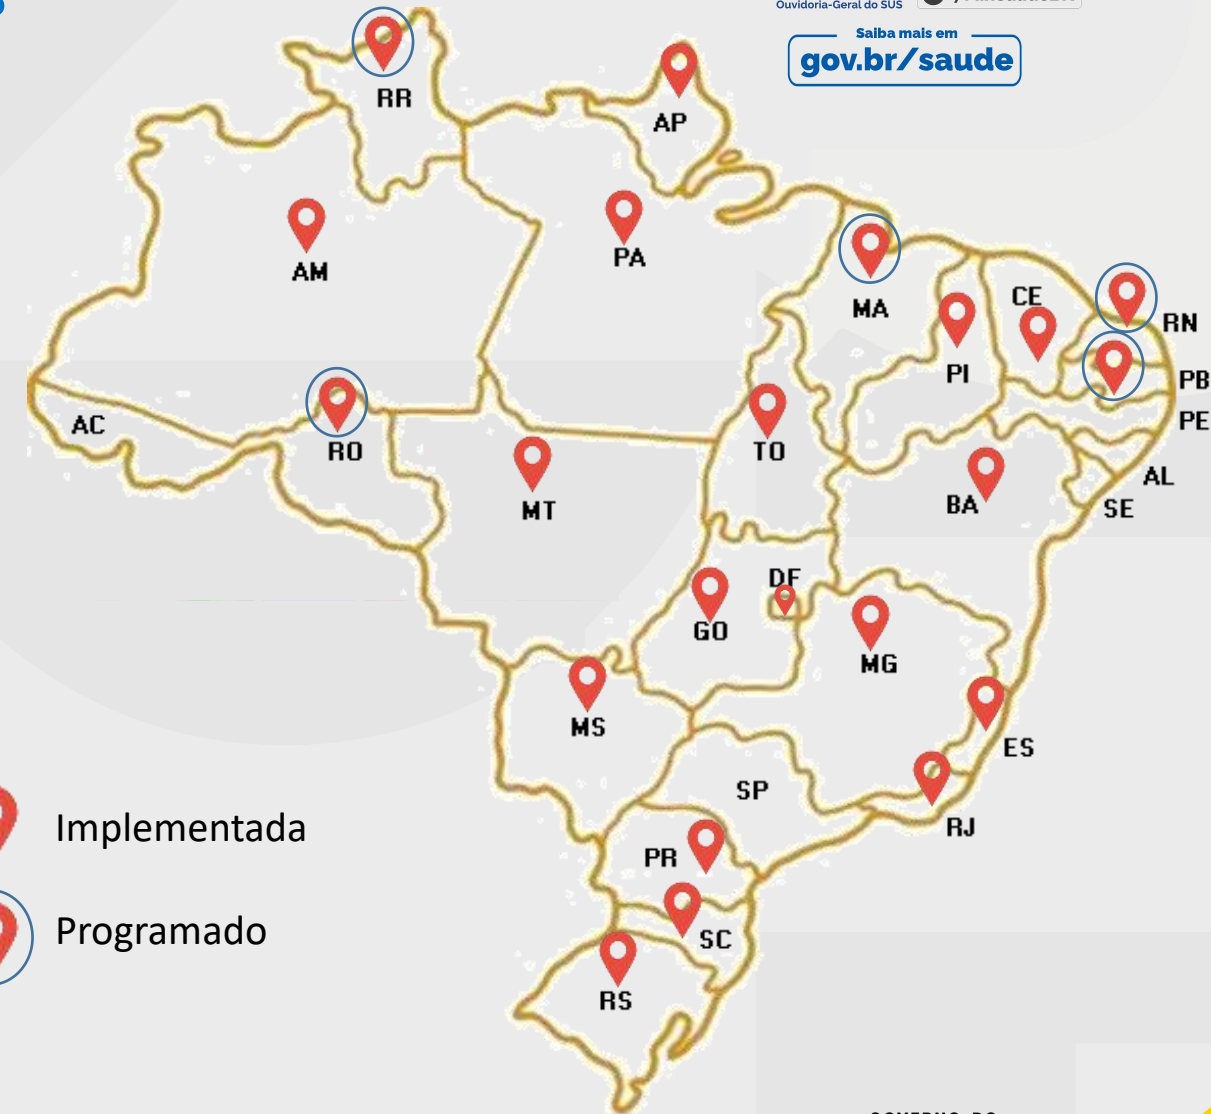 Ouvidoria-Geral do SUS
Saiba mais em
gov.br/saude
RR
AP
AM
PA
MA
CE
RN
PI
PB
AC
PE
RO
TO
MT
BA
AL
SE
DF
GO
MG
MS
ES
SP
RJ
Implementada
PR
Programado
SC
RS